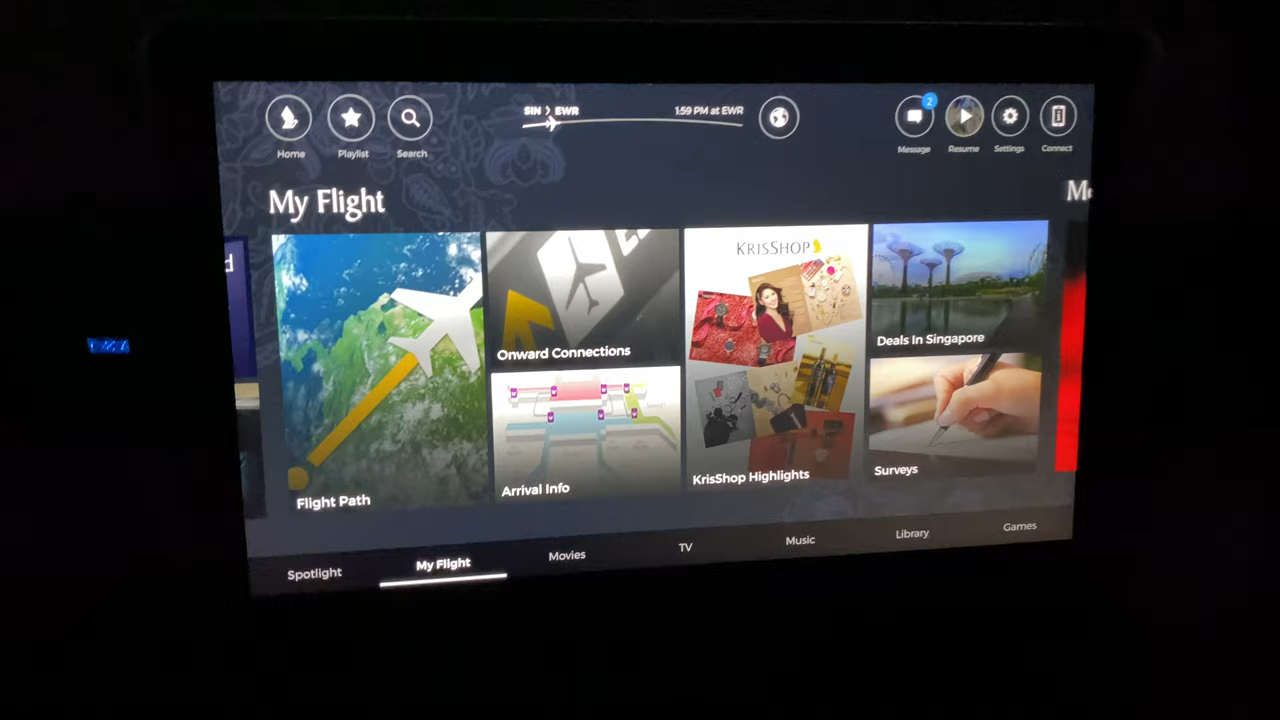 Home
Playlist
Search
SIN > EWR
1:59 PM at EWR
2
Message
Resume
Settings
Connect
My Flight
d
KRISSHOP
Onward Connections
Deals In Singapore
Flight Path
Arrival Info
KrisShop Highlights
Surveys
Spotlight
My Flight
Movies
TV
Music
Library
Games